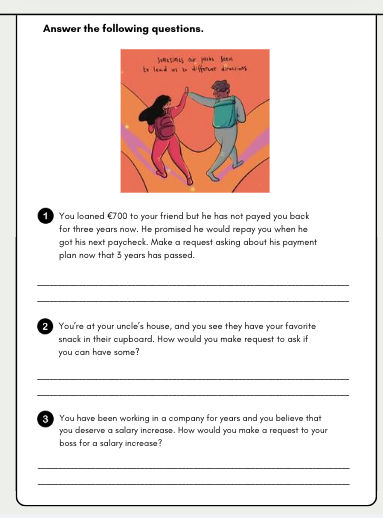 Answer the following questions.
sometimes our paths seem
to lead us to different directions
1 You loaned €700 to your friend but he has not payed you back
for three years now. He promised he would repay you when he
got his next paycheck. Make a request asking about his payment
plan now that 3 years has passed.
2 You're at your uncle's house, and you see they have your favorite
snack in their cupboard. How would you make request to ask if
you can have some?
3 You have been working in a company for years and you believe that
you deserve a salary increase. How would you make a request to your
boss for a salary increase?